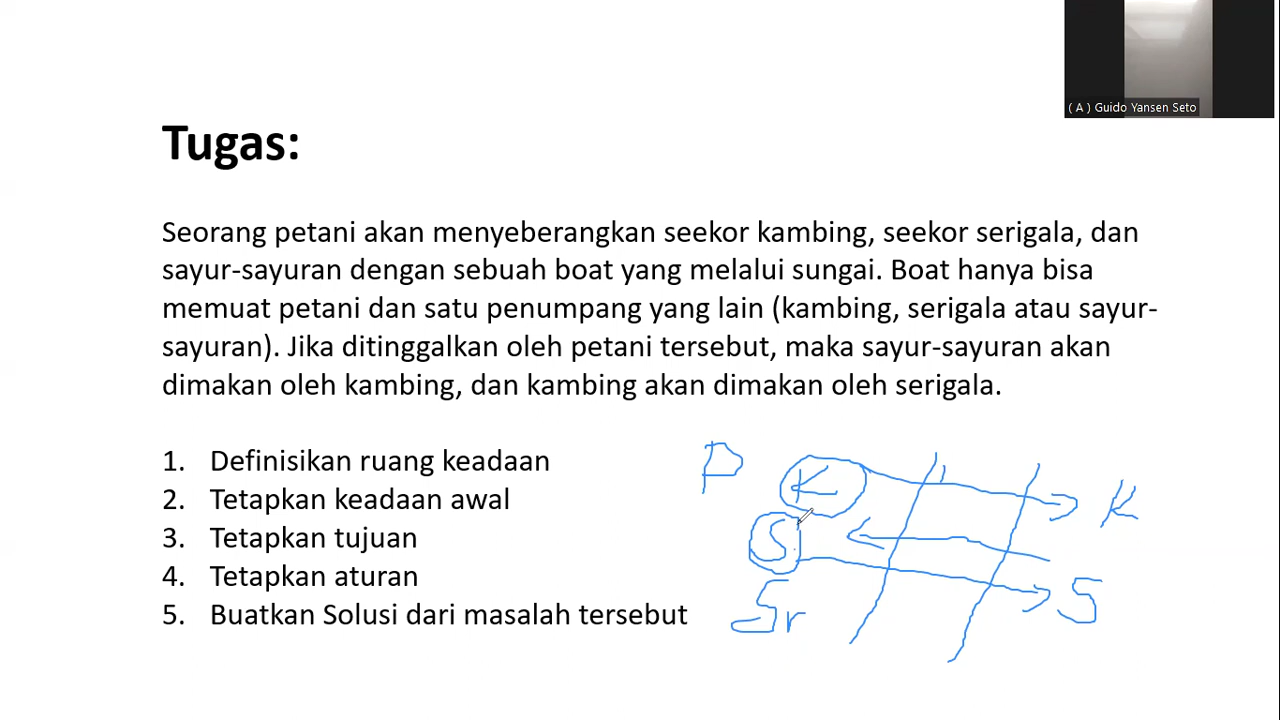 ( A ) Guido Yansen Seto
Tugas:
Seorang petani akan menyeberangkan seekor kambing, seekor serigala, dan
sayur-sayuran dengan sebuah boat yang melalui sungai. Boat hanya bisa
memuat petani dan satu penumpang yang lain (kambing, serigala atau sayur-
sayuran). Jika ditinggalkan oleh petani tersebut, maka sayur-sayuran akan
dimakan oleh kambing, dan kambing akan dimakan oleh serigala.
1. Definisikan ruang keadaan
2. Tetapkan keadaan awal
3. Tetapkan tujuan
4. Tetapkan aturan
5. Buatkan Solusi dari masalah tersebut
P K K
S
Sr S